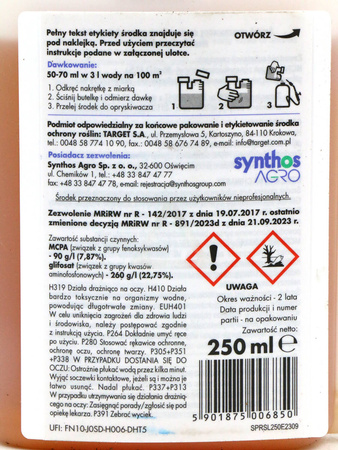 Pełny tekst etykiety środka znajduje się
pod naklejką. Przed użyciem przeczytać
instrukcje podane w załączonej ulotce.
OTWÓRZ
Dawkowanie:
50-70 ml w 3 l wody na 100 m²
1) Odkręć nakrętkę z miarką
2) Ściśnij butelkę i odmierz dawkę
3) Przelej środek do opryskiwacza
1
2
3
Podmiot odpowiedzialny za końcowe pakowanie i etykietowanie środka
ochrony roślin: TARGET S.A., ul. Przemysłowa 5, Kartoszyno, 84-110 Krokowa,
tel.: 0048 58 774 10 90, fax.: 0048 58 676 74 89, e-mail: info@target.com.pl
Posiadacz zezwolenia:
Synthos Agro Sp. z o. o., 32-600 Oświęcim
ul. Chemików 1, tel.: +33 847 47 77
fax: +33 847 47 78, e-mail: rejestracja@synthosgroup.com
synthos
AGRO
Środek przeznaczony do stosowania przez użytkowników nieprofesjonalnych.
Zezwolenie MRiRW nr R - 142/2017 z dnia 19.07.2017 r. ostatnio
zmienione decyzją MRiRW nr R - 891/2023d z dnia 21.09.2023 r.
Zawartość substancji czynnych:
MCPA (związek z grupy fenoksykwasów)
- 90 g/l (7,87%).
glifosat (związek z grupy kwasów
aminofosfonowych) - 260 g/l (22,75%).
H319 Działa drażniąco na oczy. H410 Działa
bardzo toksycznie na organizmy wodne,
powodując długotrwałe zmiany. EUH401
W celu uniknięcia zagrożeń dla zdrowia ludzi
i środowiska, należy postępować zgodnie
z instrukcją użycia. P264 Dokładnie umyć ręce
po użyciu. P280 Stosować rękawice ochronne,
ochronę oczu, ochronę twarzy. P305+P351
+P338 W PRZYPADKU DOSTANIA SIĘ DO
OCZU: Ostrożnie płukać wodą przez kilka minut.
Wyjąć soczewki kontaktowe, jeżeli są i można je
łatwo usunąć. Nadal płukać. P337+P313
W przypadku utrzymywania się działania drażnią-
cego na oczy: Zasięgnąć porady/zgłosić się pod
opiekę lekarza. P391 Zebrać wyciek.
UFI: FN10-J0SD-H006-DHT5
UWAGA
Okres ważności - 2 lata
Data produkcji i numer
partii - na opakowaniu
Zawartość netto:
250 ml ℮
5901875006850
SPRSL250E2309